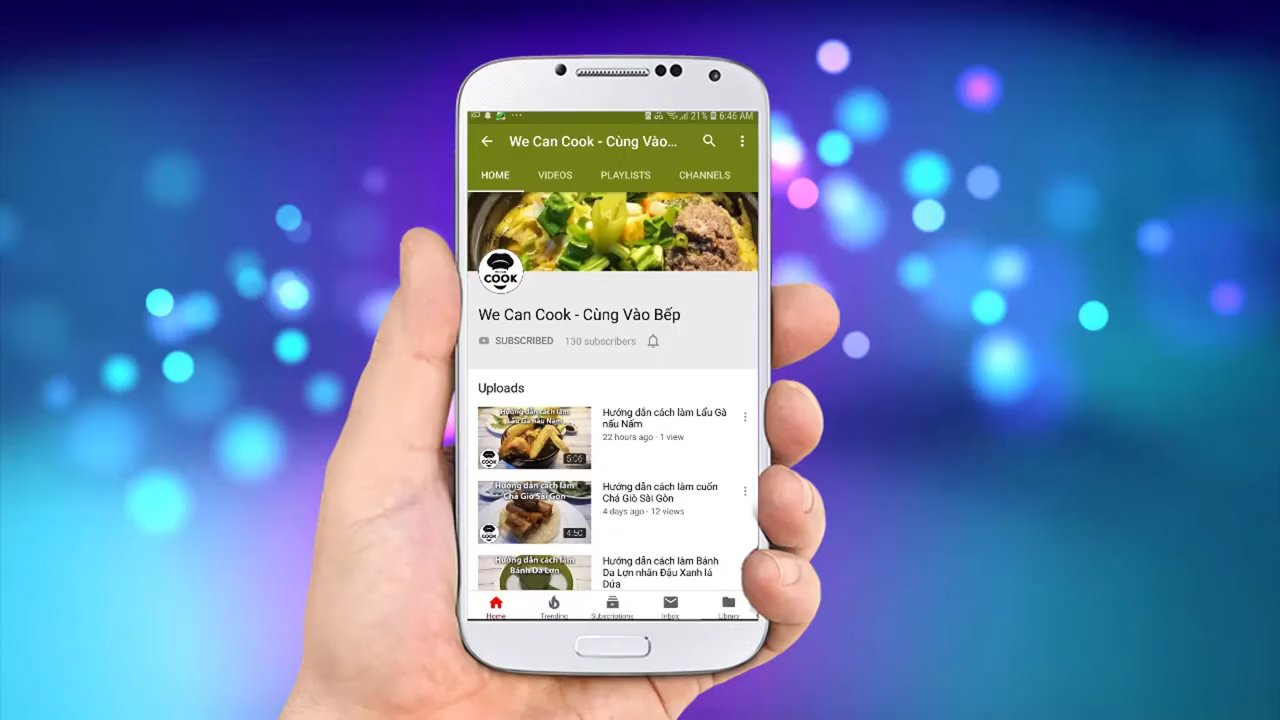 21% 6:46 AM
We Can Cook - Cùng Vào...
HOME VIDEOS PLAYLISTS CHANNELS
COOK
We Can Cook - Cùng Vào Bếp
SUBSCRIBED 130 subscribers
Uploads
Hướng dẫn cách làm
Lẩu Gà nấu Nấm
COOK
5:06
Hướng dẫn cách làm Lẩu Gà
nấu Nấm
22 hours ago · 1 view
Hướng dẫn cách làm
Chả Giò Sài Gòn
COOK
4:50
Hướng dẫn cách làm cuốn
Chả Giò Sài Gòn
4 days ago · 12 views
Hướng dẫn cách làm
Bánh Da Lợn
Hướng dẫn cách làm Bánh
Da Lợn nhân Đậu Xanh lá
Dứa
Home Trending Subscriptions Inbox Library